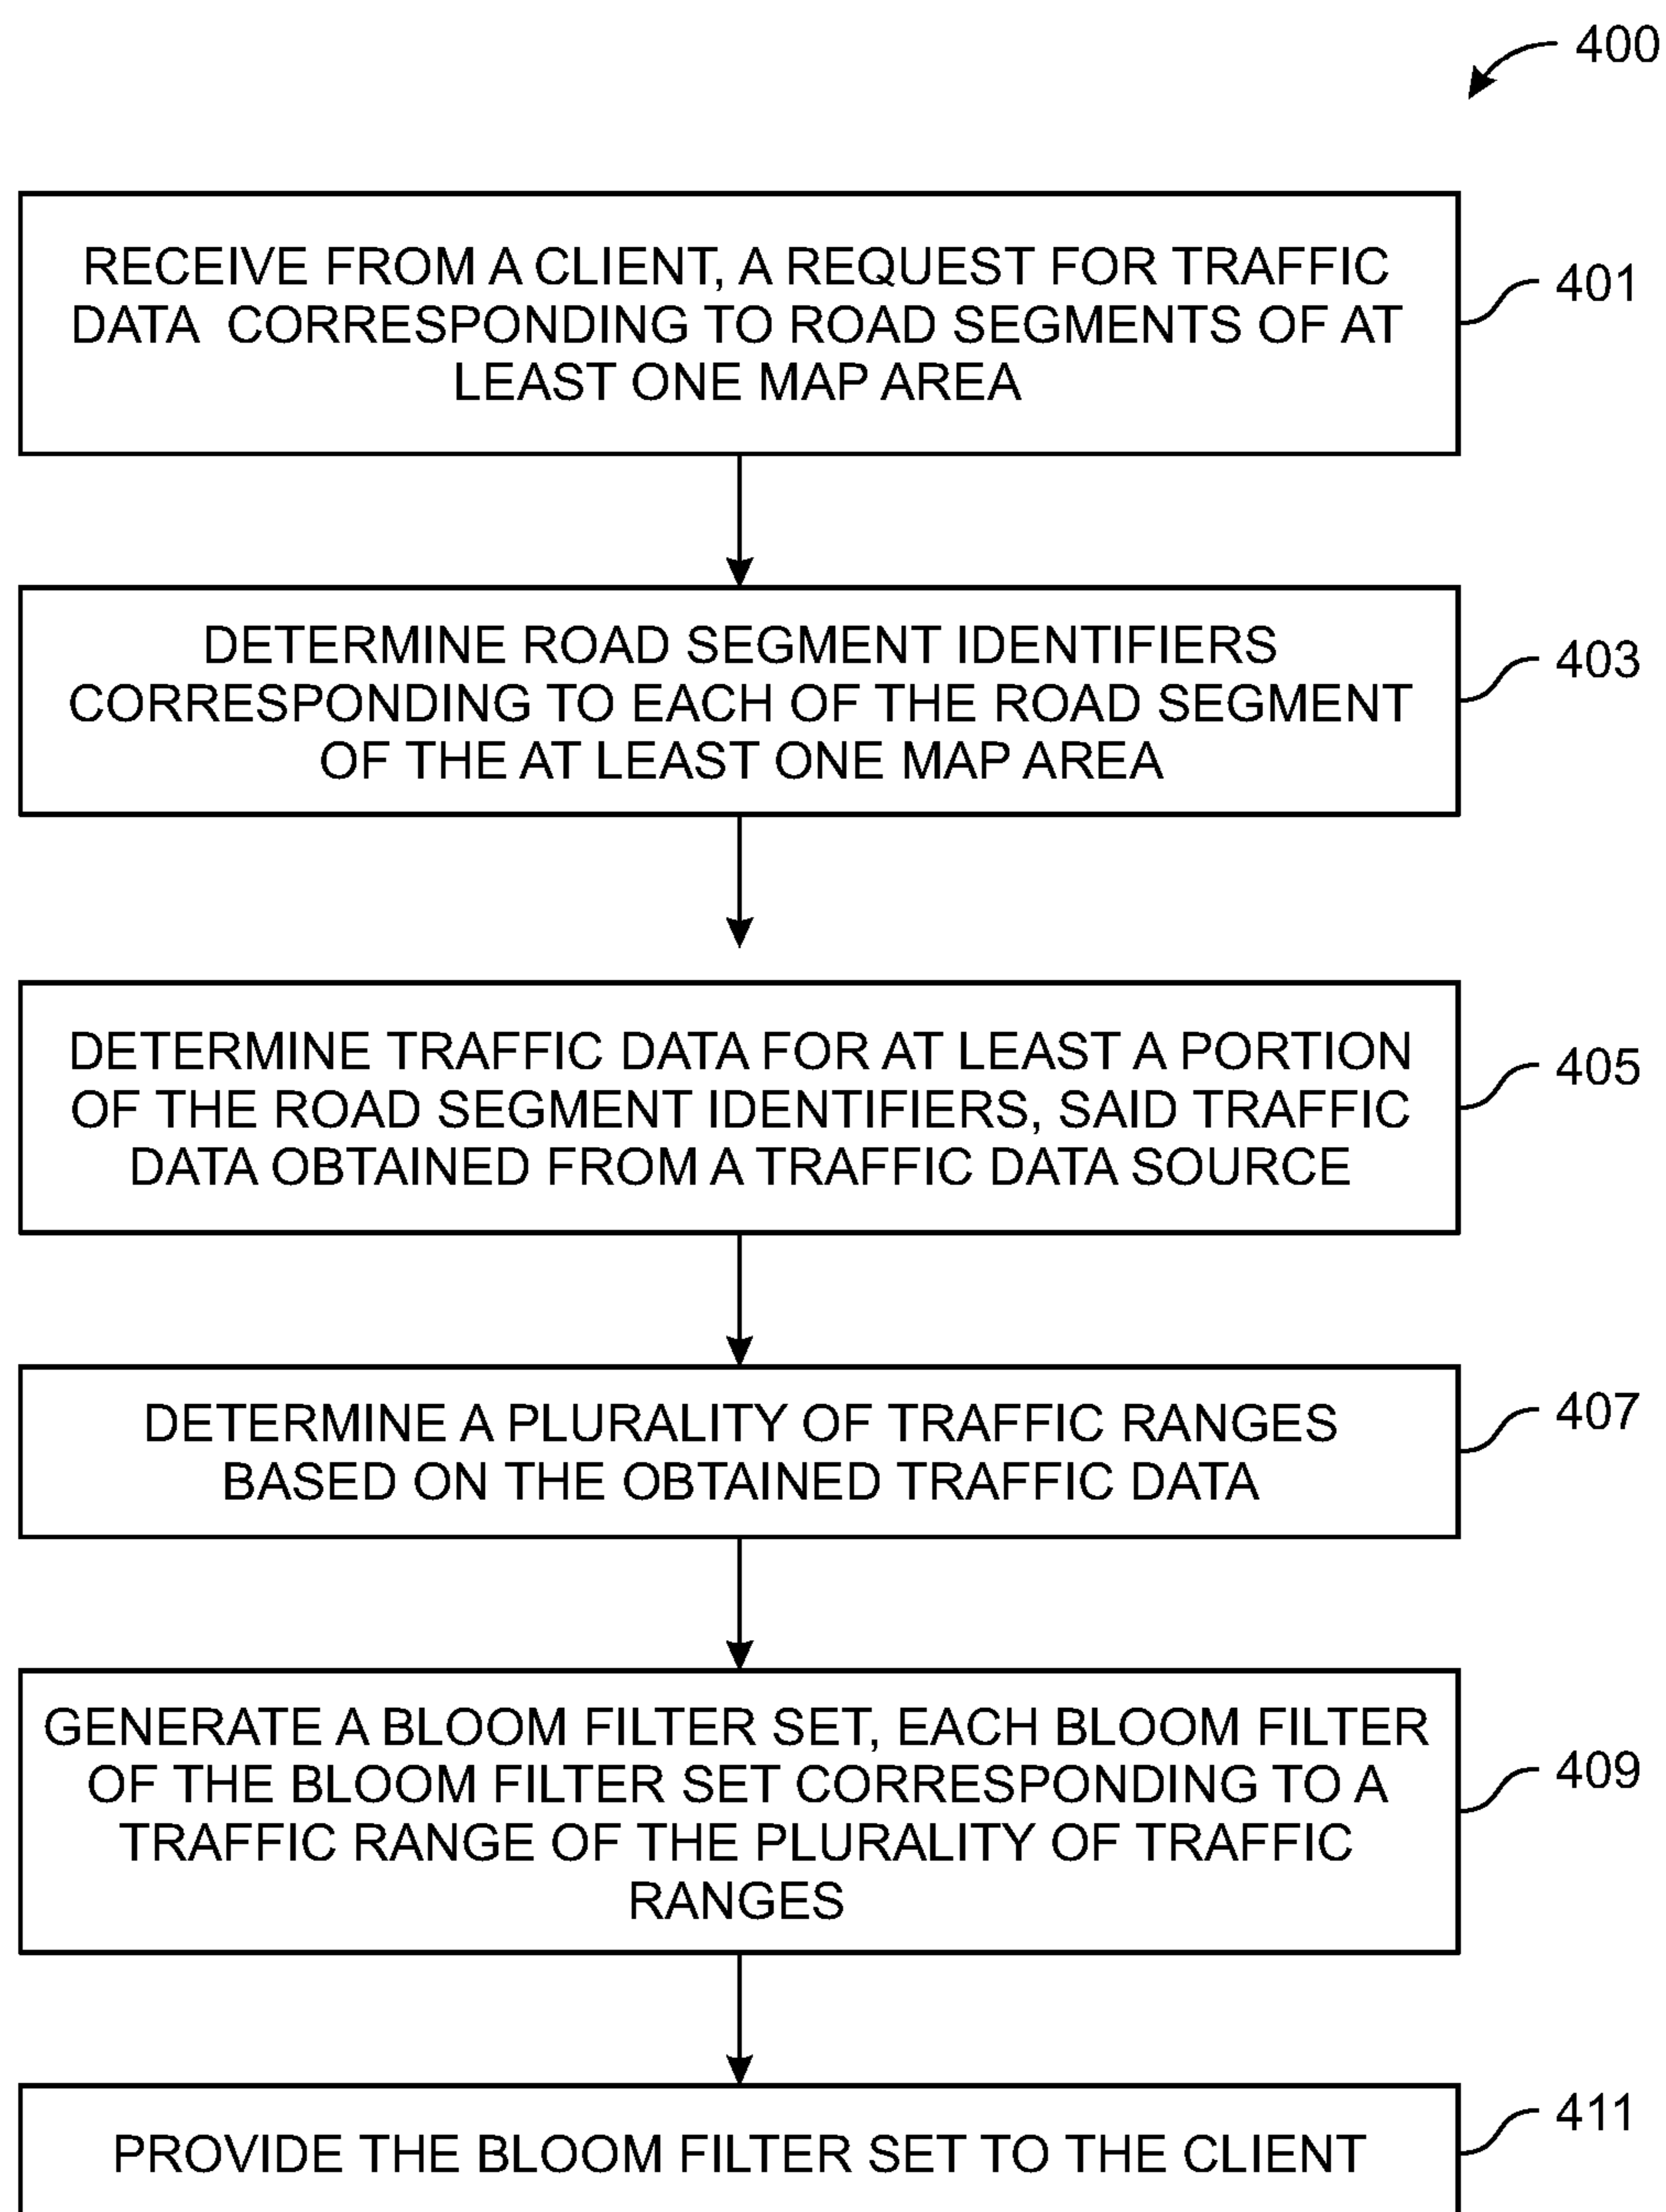 400
RECEIVE FROM A CLIENT, A REQUEST FOR TRAFFIC
DATA CORRESPONDING TO ROAD SEGMENTS OF AT
LEAST ONE MAP AREA
401
DETERMINE ROAD SEGMENT IDENTIFIERS
CORRESPONDING TO EACH OF THE ROAD SEGMENT
OF THE AT LEAST ONE MAP AREA
403
DETERMINE TRAFFIC DATA FOR AT LEAST A PORTION
OF THE ROAD SEGMENT IDENTIFIERS, SAID TRAFFIC
DATA OBTAINED FROM A TRAFFIC DATA SOURCE
405
DETERMINE A PLURALITY OF TRAFFIC RANGES
BASED ON THE OBTAINED TRAFFIC DATA
407
GENERATE A BLOOM FILTER SET, EACH BLOOM FILTER
OF THE BLOOM FILTER SET CORRESPONDING TO A
TRAFFIC RANGE OF THE PLURALITY OF TRAFFIC
RANGES
409
PROVIDE THE BLOOM FILTER SET TO THE CLIENT
411